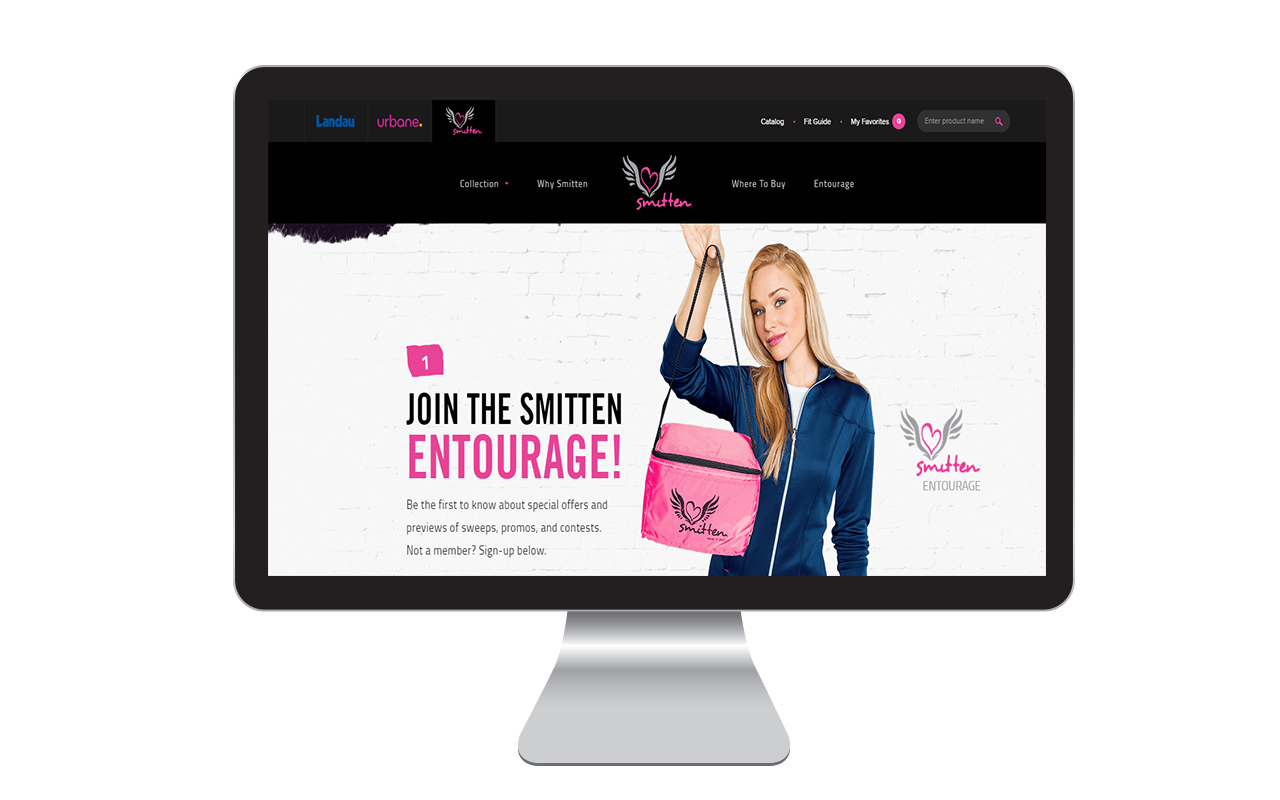 Landau
urbane.
smitten
Catalog • Fit Guide • My Favorites 0
Enter product name
Collection
Why Smitten
smitten
Where To Buy
Entourage
1
JOIN THE SMITTEN
ENTOURAGE!
Be the first to know about special offers and
previews of sweeps, promos, and contests.
Not a member? Sign-up below.
smitten
smitten
ENTOURAGE